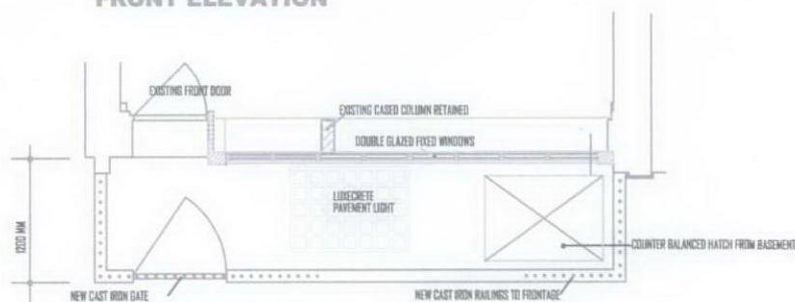 FRONT ELEVATION
EXISTING FRONT DOOR
EXISTING CASED COLUMN RETAINED
DOUBLE GLAZED FIXED WINDOWS
LUXECRETE
PAVEMENT LIGHT
1200 MM
COUNTER BALANCED HATCH FROM BASEMENT
NEW CAST IRON GATE
NEW CAST IRON RAILINGS TO FRONTAGE